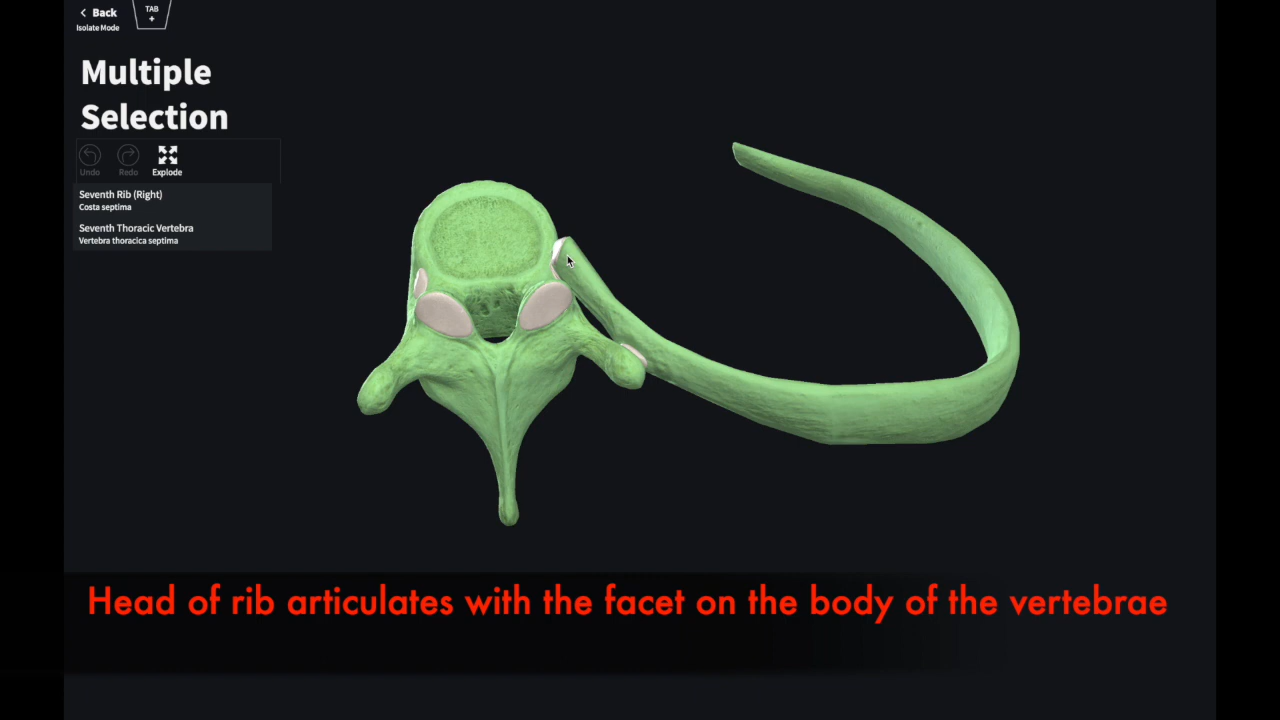 Back
Isolate Mode
TAB
+
Multiple
Selection
Undo
Redo
Explode
Seventh Rib (Right)
Costa septima
Seventh Thoracic Vertebra
Vertebra thoracica septima
Head of rib articulates with the facet on the body of the vertebrae